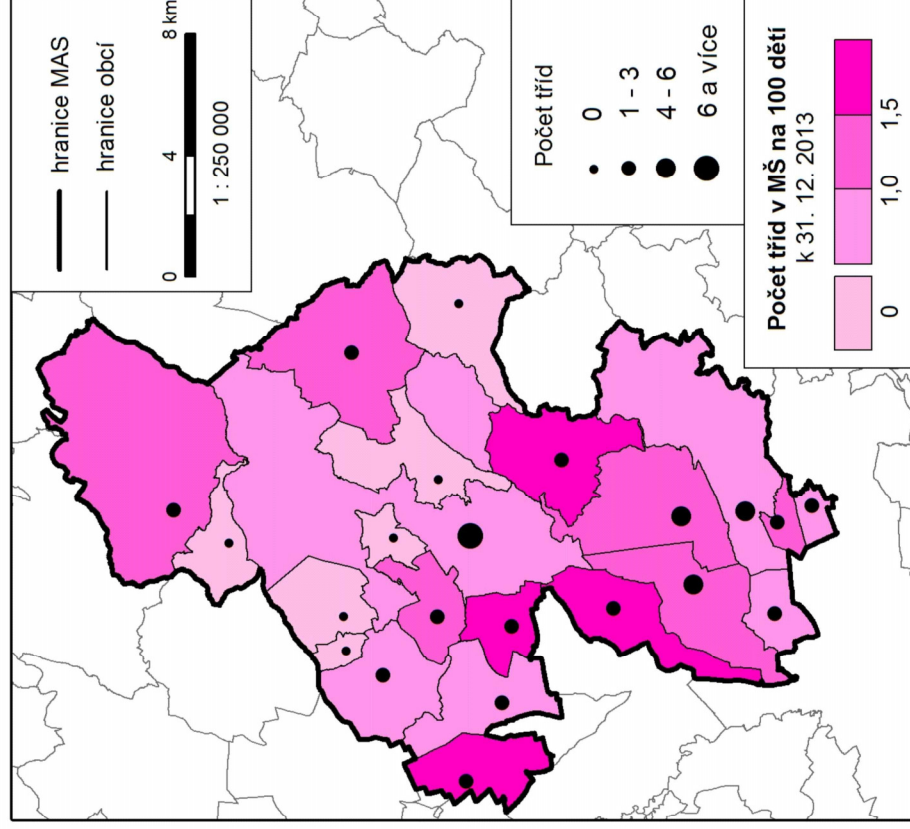 hranice MAS
hranice obcí
0 4 8 km
1 : 250 000
Počet tříd
0
1 - 3
4 - 6
6 a více
Počet tříd v MŠ na 100 dětí
k 31. 12. 2013
0 1,0 1,5